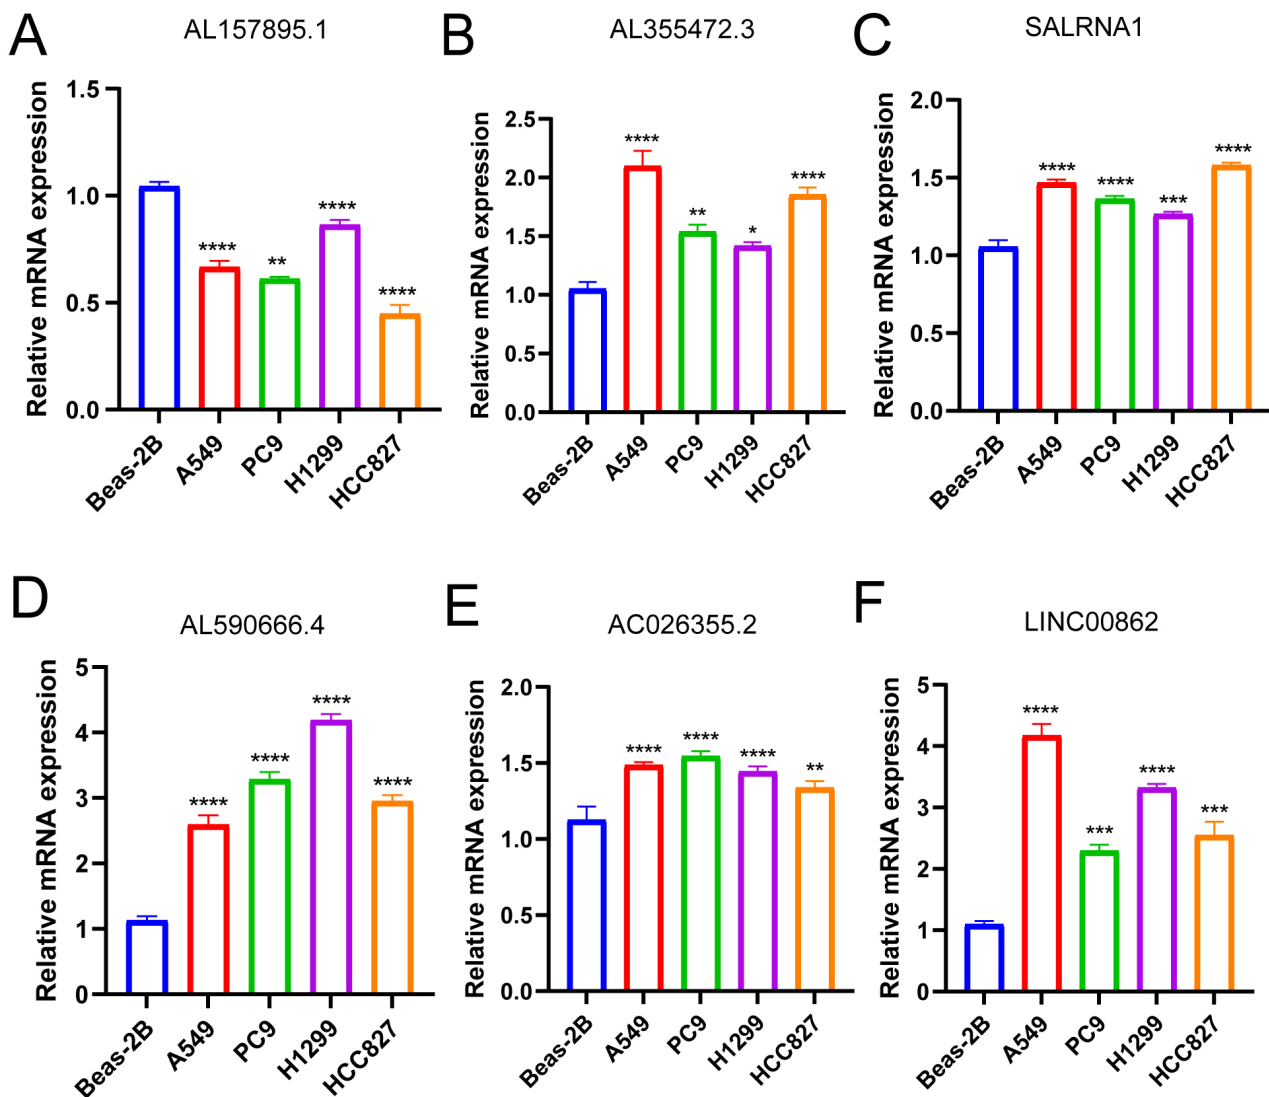 A
AL157895.1
Relative mRNA expression
1.5
1.0
0.5
0.0
****
**
****
****
Beas-2B
A549
PC9
H1299
HCC827
B
AL355472.3
Relative mRNA expression
2.5
2.0
1.5
1.0
0.5
0.0
****
**
*
****
Beas-2B
A549
PC9
H1299
HCC827
C
SALRNA1
Relative mRNA expression
2.0
1.5
1.0
0.5
0.0
****
****
***
****
Beas-2B
A549
PC9
H1299
HCC827
D
AL590666.4
Relative mRNA expression
5
4
3
2
1
0
****
****
****
****
Beas-2B
A549
PC9
H1299
HCC827
E
AC026355.2
Relative mRNA expression
2.0
1.5
1.0
0.5
0.0
****
****
****
**
Beas-2B
A549
PC9
H1299
HCC827
F
LINC00862
Relative mRNA expression
5
4
3
2
1
0
****
***
****
***
Beas-2B
A549
PC9
H1299
HCC827